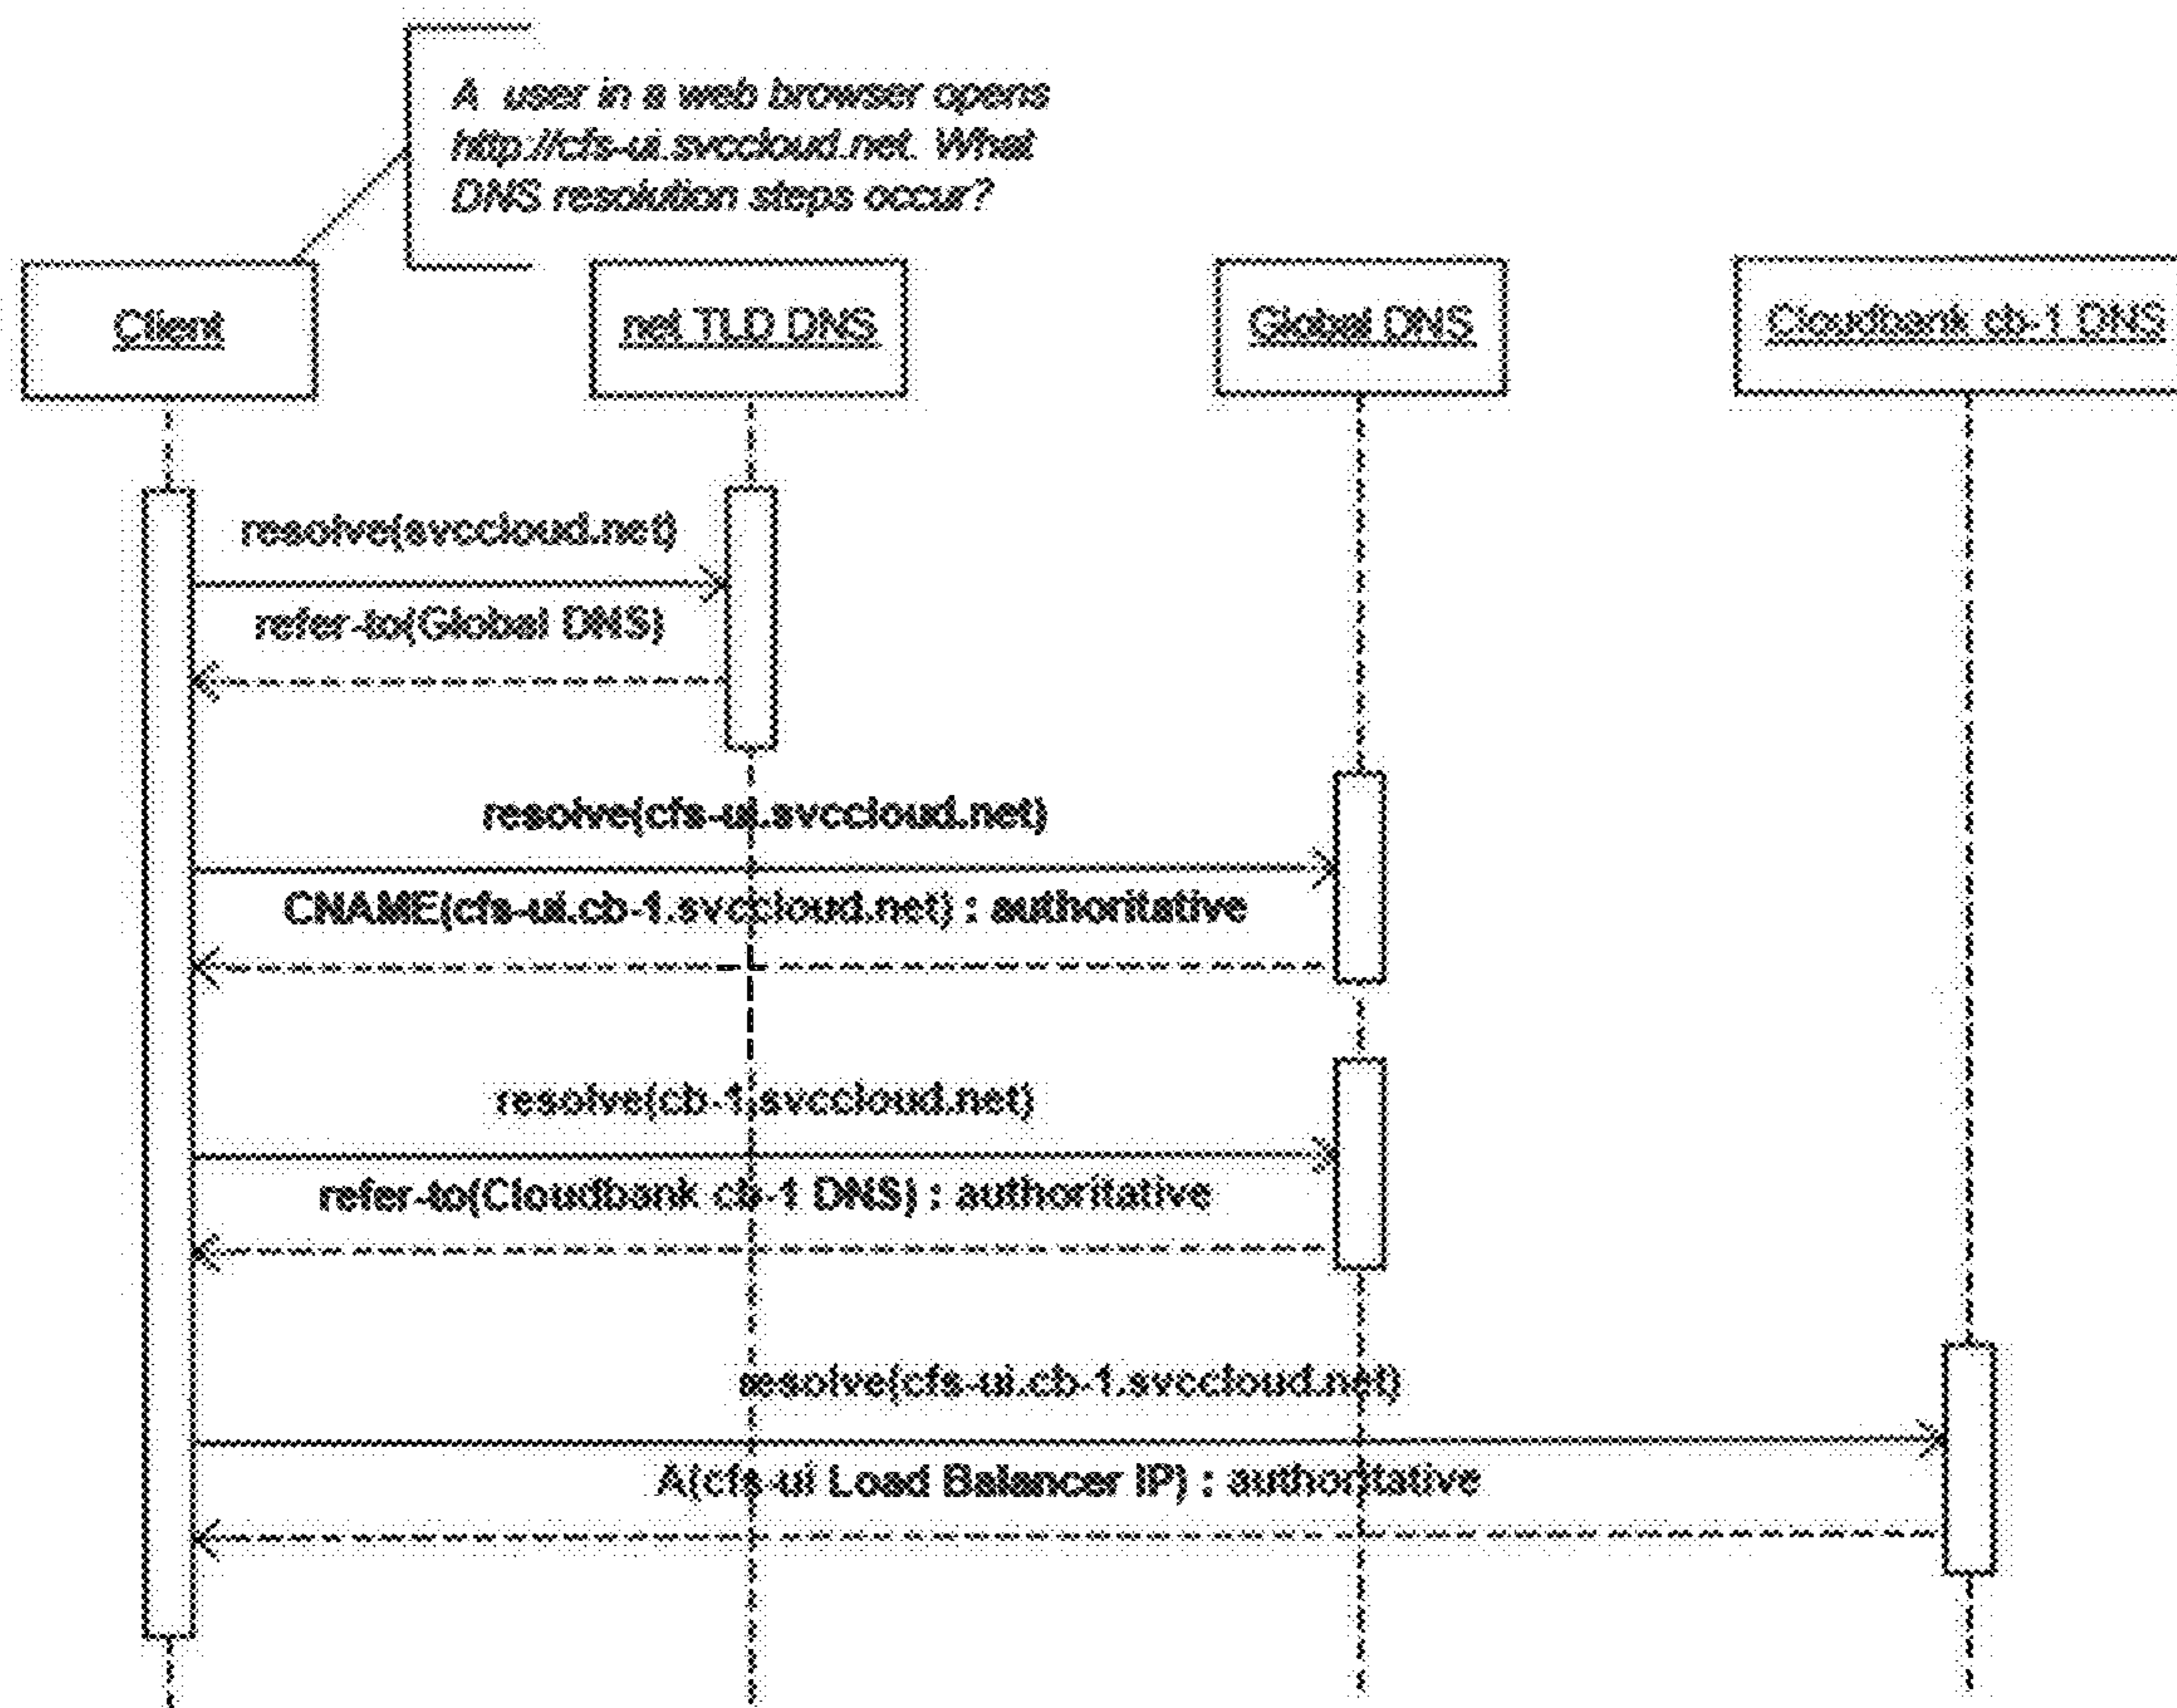 A user in a web browser opens
http://cfs-ui.svccloud.net. What
DNS resolution steps occur?
Client
net TLD DNS
Global DNS
Cloudbank cb-1 DNS
resolve(svccloud.net)
refer-to(Global DNS)
resolve(cfs-ui.svccloud.net)
CNAME(cfs-ui.cb-1.svccloud.net) : authoritative
resolve(cb-1.svccloud.net)
refer-to(Cloudbank cb-1 DNS) : authoritative
resolve(cfs-ui.cb-1.svccloud.net)
A(cfs-ui Load Balancer IP) : authoritative